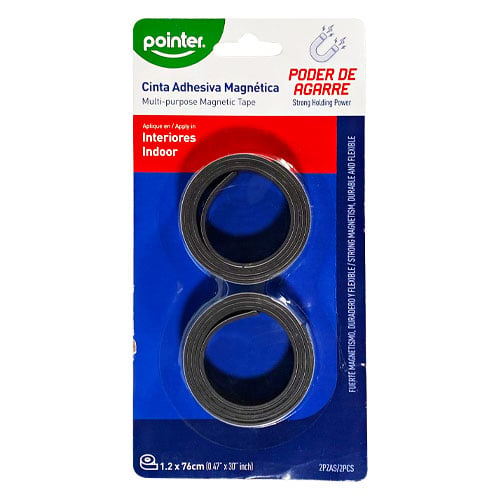 pointer.
Cinta Adhesiva Magnética
Multi-purpose Magnetic Tape
PODER DE
AGARRE
Strong Holding Power
Aplique en / Apply in
Interiores
Indoor
FUERTE MAGNETISMO, DURADERO Y FLEXIBLE / STRONG MAGNETISM, DURABLE AND FLEXIBLE
1.2 x 76cm (0.47" x 30" inch)
2PZAS/2PCS